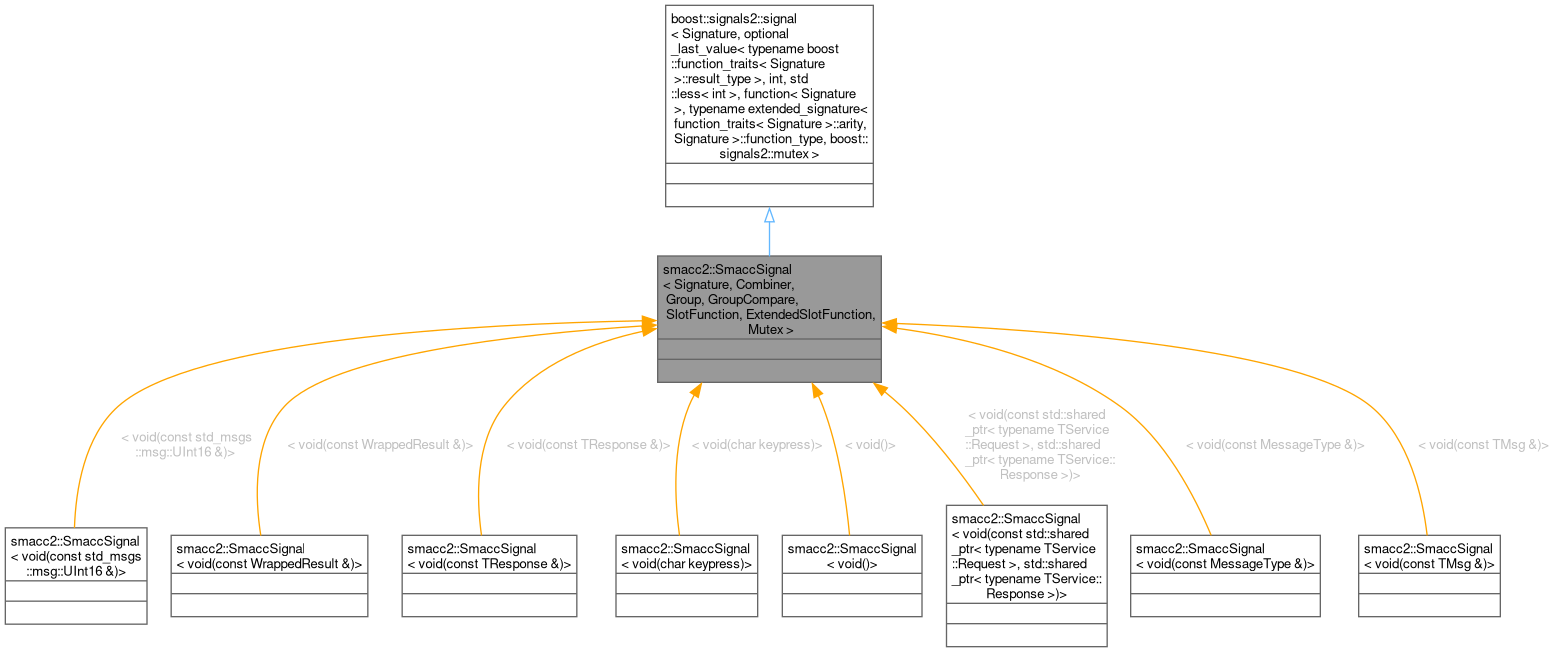 boost::signals2::signal
< Signature, optional
_last_value< typename boost
::function_traits< Signature
>::result_type >, int, std
::less< int >, function< Signature
>, typename extended_signature<
function_traits< Signature >::arity,
Signature >::function_type, boost::
signals2::mutex >
smacc2::SmaccSignal
< Signature, Combiner,
Group, GroupCompare,
SlotFunction, ExtendedSlotFunction,
Mutex >
< void(const std_msgs
::msg::UInt16 &)>
< void(const WrappedResult &)>
< void(const TResponse &)>
< void(char keypress)>
< void()>
< void(const std::shared
_ptr< typename TService
::Request >, std::shared
_ptr< typename TService::
Response >)>
< void(const MessageType &)>
< void(const TMsg &)>
smacc2::SmaccSignal
< void(const std_msgs
::msg::UInt16 &)>
smacc2::SmaccSignal
< void(const WrappedResult &)>
smacc2::SmaccSignal
< void(const TResponse &)>
smacc2::SmaccSignal
< void(char keypress)>
smacc2::SmaccSignal
< void()>
smacc2::SmaccSignal
< void(const std::shared
_ptr< typename TService
::Request >, std::shared
_ptr< typename TService::
Response >)>
smacc2::SmaccSignal
< void(const MessageType &)>
smacc2::SmaccSignal
< void(const TMsg &)>